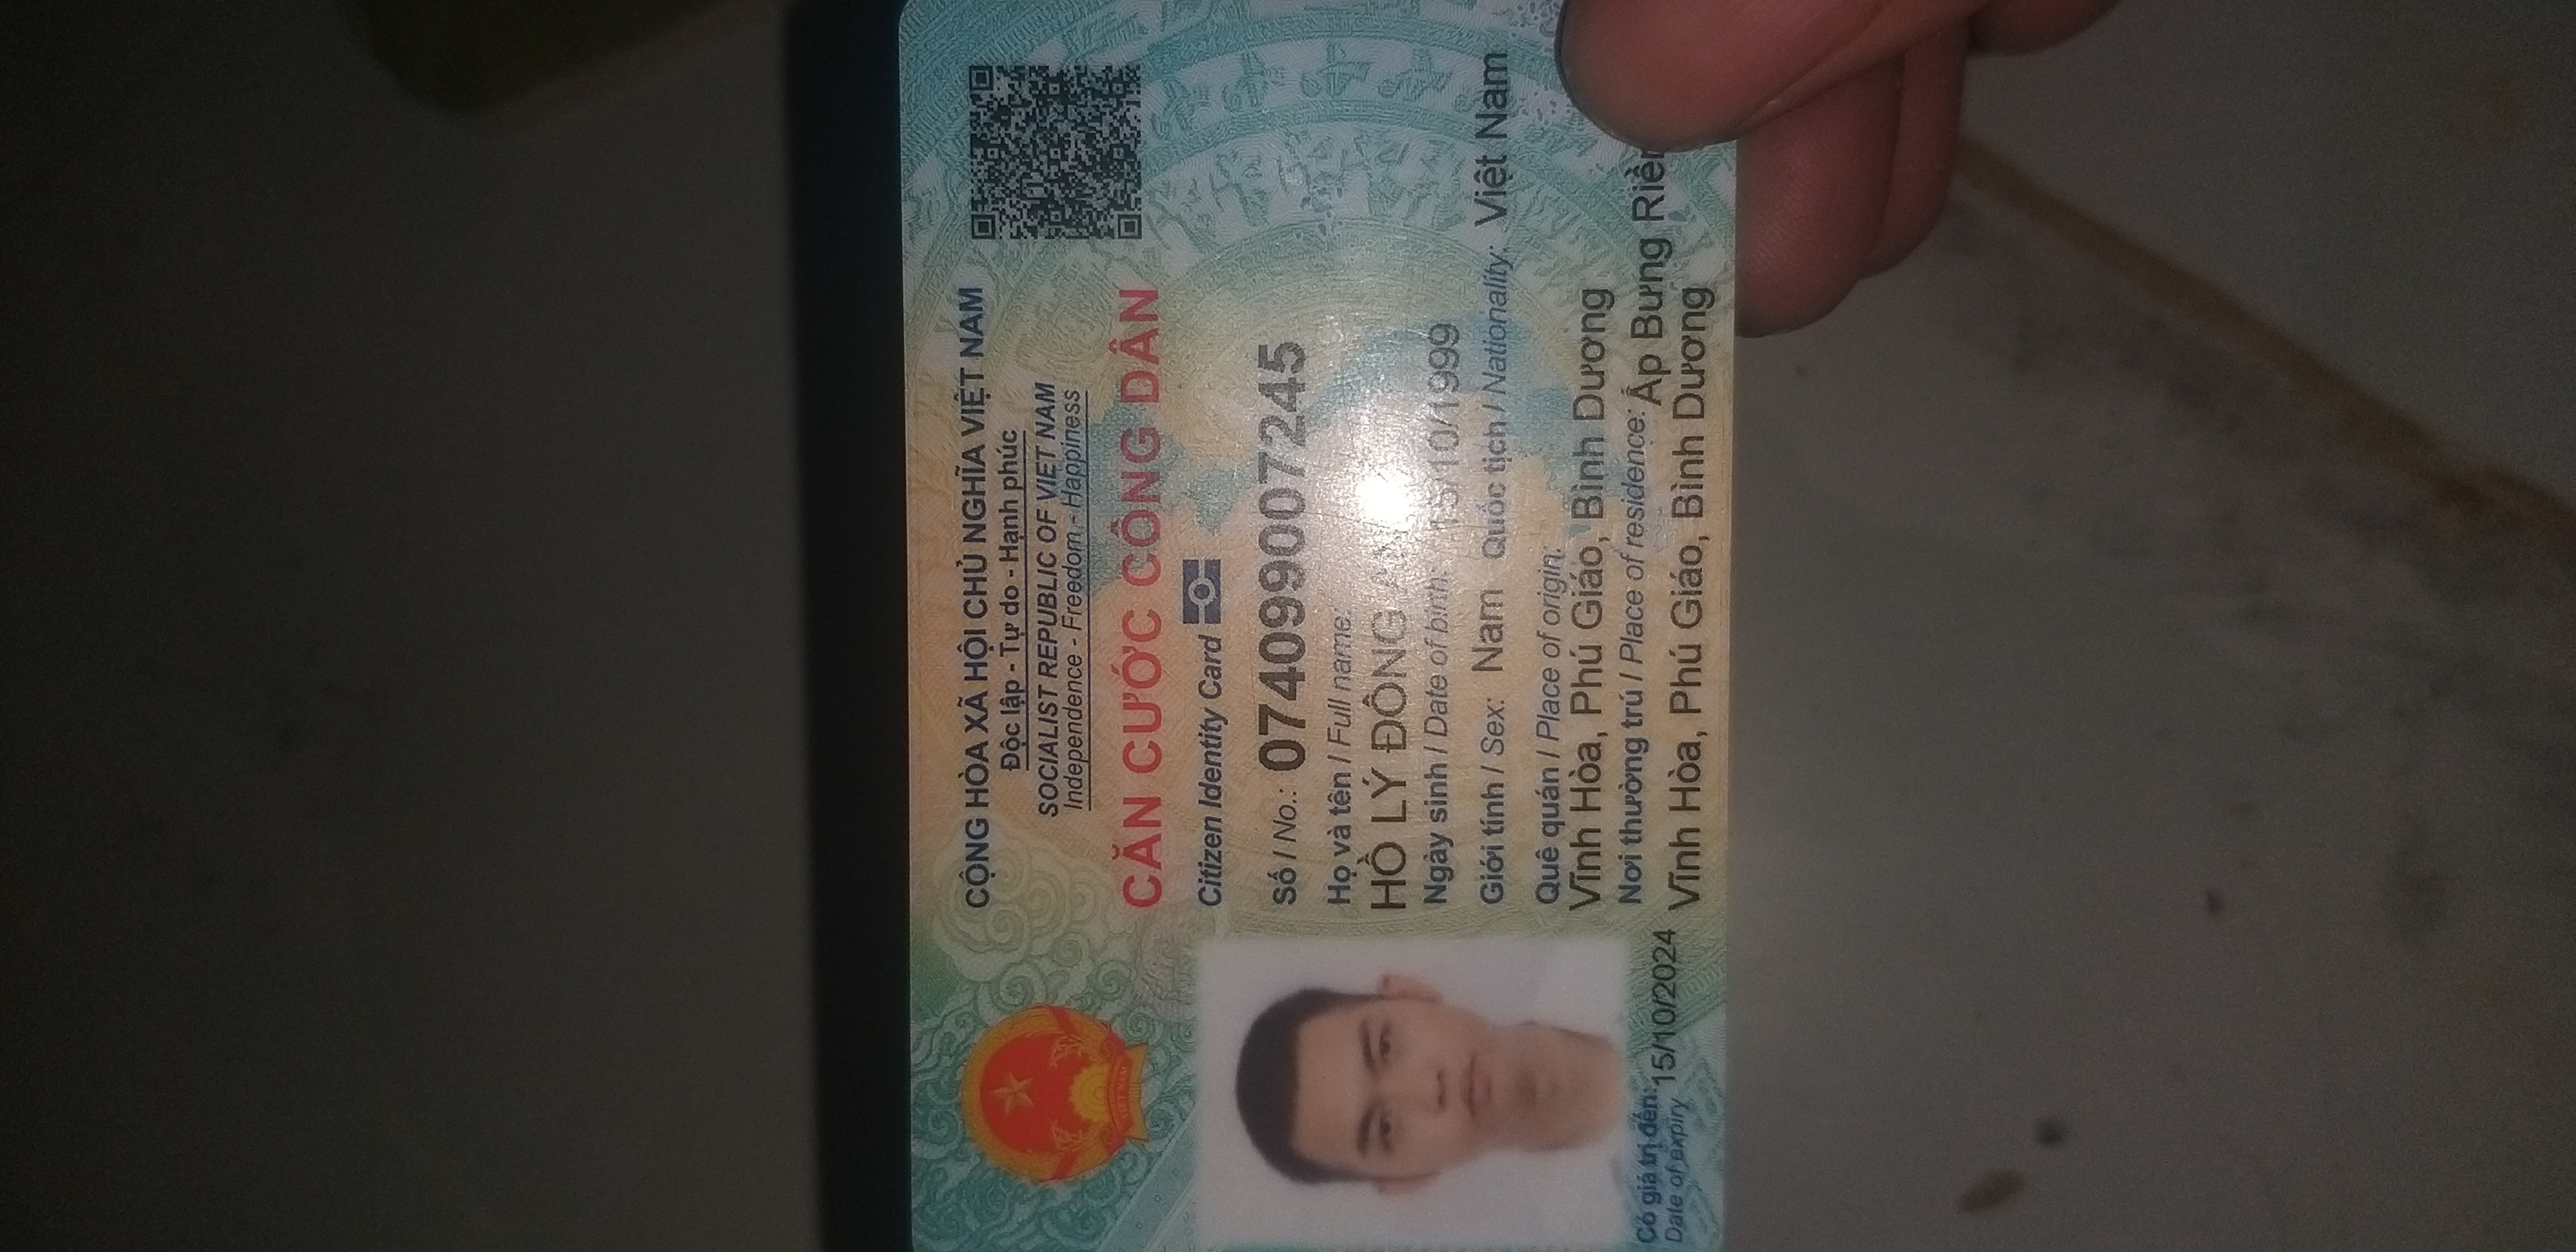 CỘNG HÒA XÃ HỘI CHỦ NGHĨA VIỆT NAM
Độc lập - Tự do - Hạnh phúc
SOCIALIST REPUBLIC OF VIET NAM
Independence - Freedom - Happiness
CĂN CƯỚC CÔNG DÂN
Citizen Identity Card
Số / No.: 074099007245
Họ và tên / Full name:
HỒ LÝ ĐÔNG
Ngày sinh / Date of birth: 15/10/1999
Giới tính / Sex: Nam Quốc tịch / Nationality: Việt Nam
Quê quán / Place of origin:
Vĩnh Hòa, Phú Giáo, Bình Dương
Nơi thường trú / Place of residence: Ấp Bưng Riềng
Vĩnh Hòa, Phú Giáo, Bình Dương
Có giá trị đến: 15/10/2024
Date of expiry